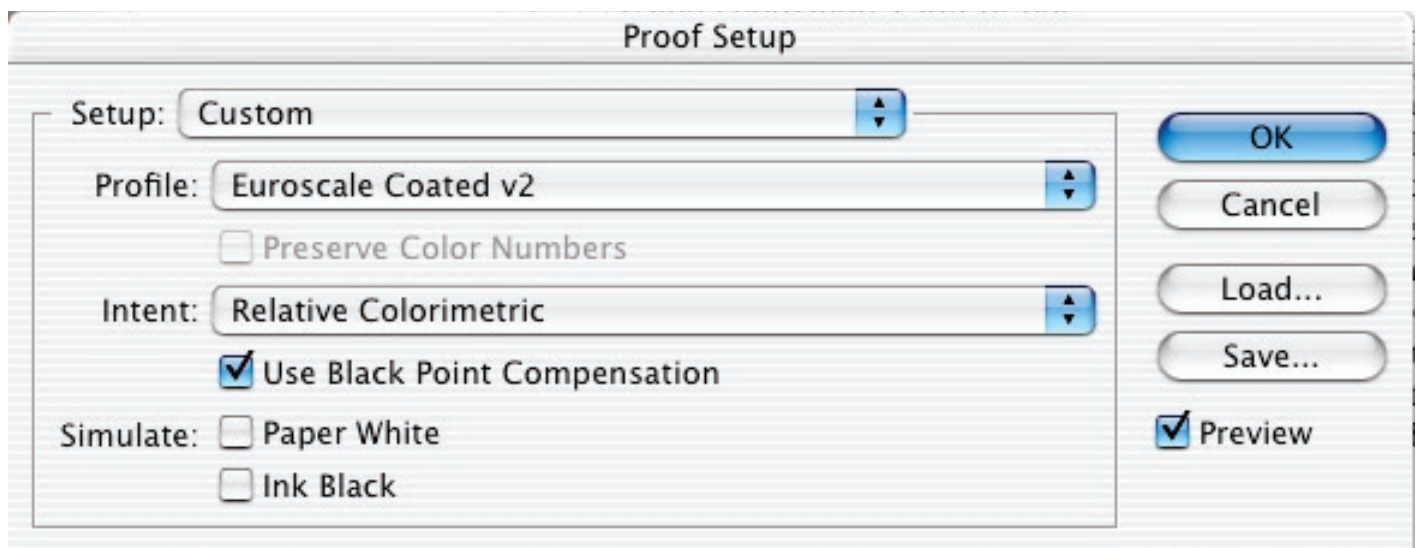 Proof Setup
Setup: Custom
OK
Profile: Euroscale Coated v2
Cancel
Preserve Color Numbers
Intent: Relative Colorimetric
Load...
Use Black Point Compensation
Save...
Simulate: Paper White
Preview
Ink Black